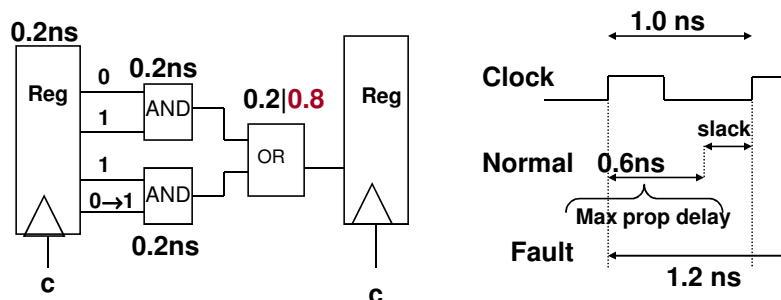 0.2ns
Reg
0
1
0.2ns
AND
1
0→1
AND
0.2ns
0.2|0.8
OR
Reg
c
c
1.0 ns
Clock
slack
Normal 0.6ns
Max prop delay
Fault
1.2 ns